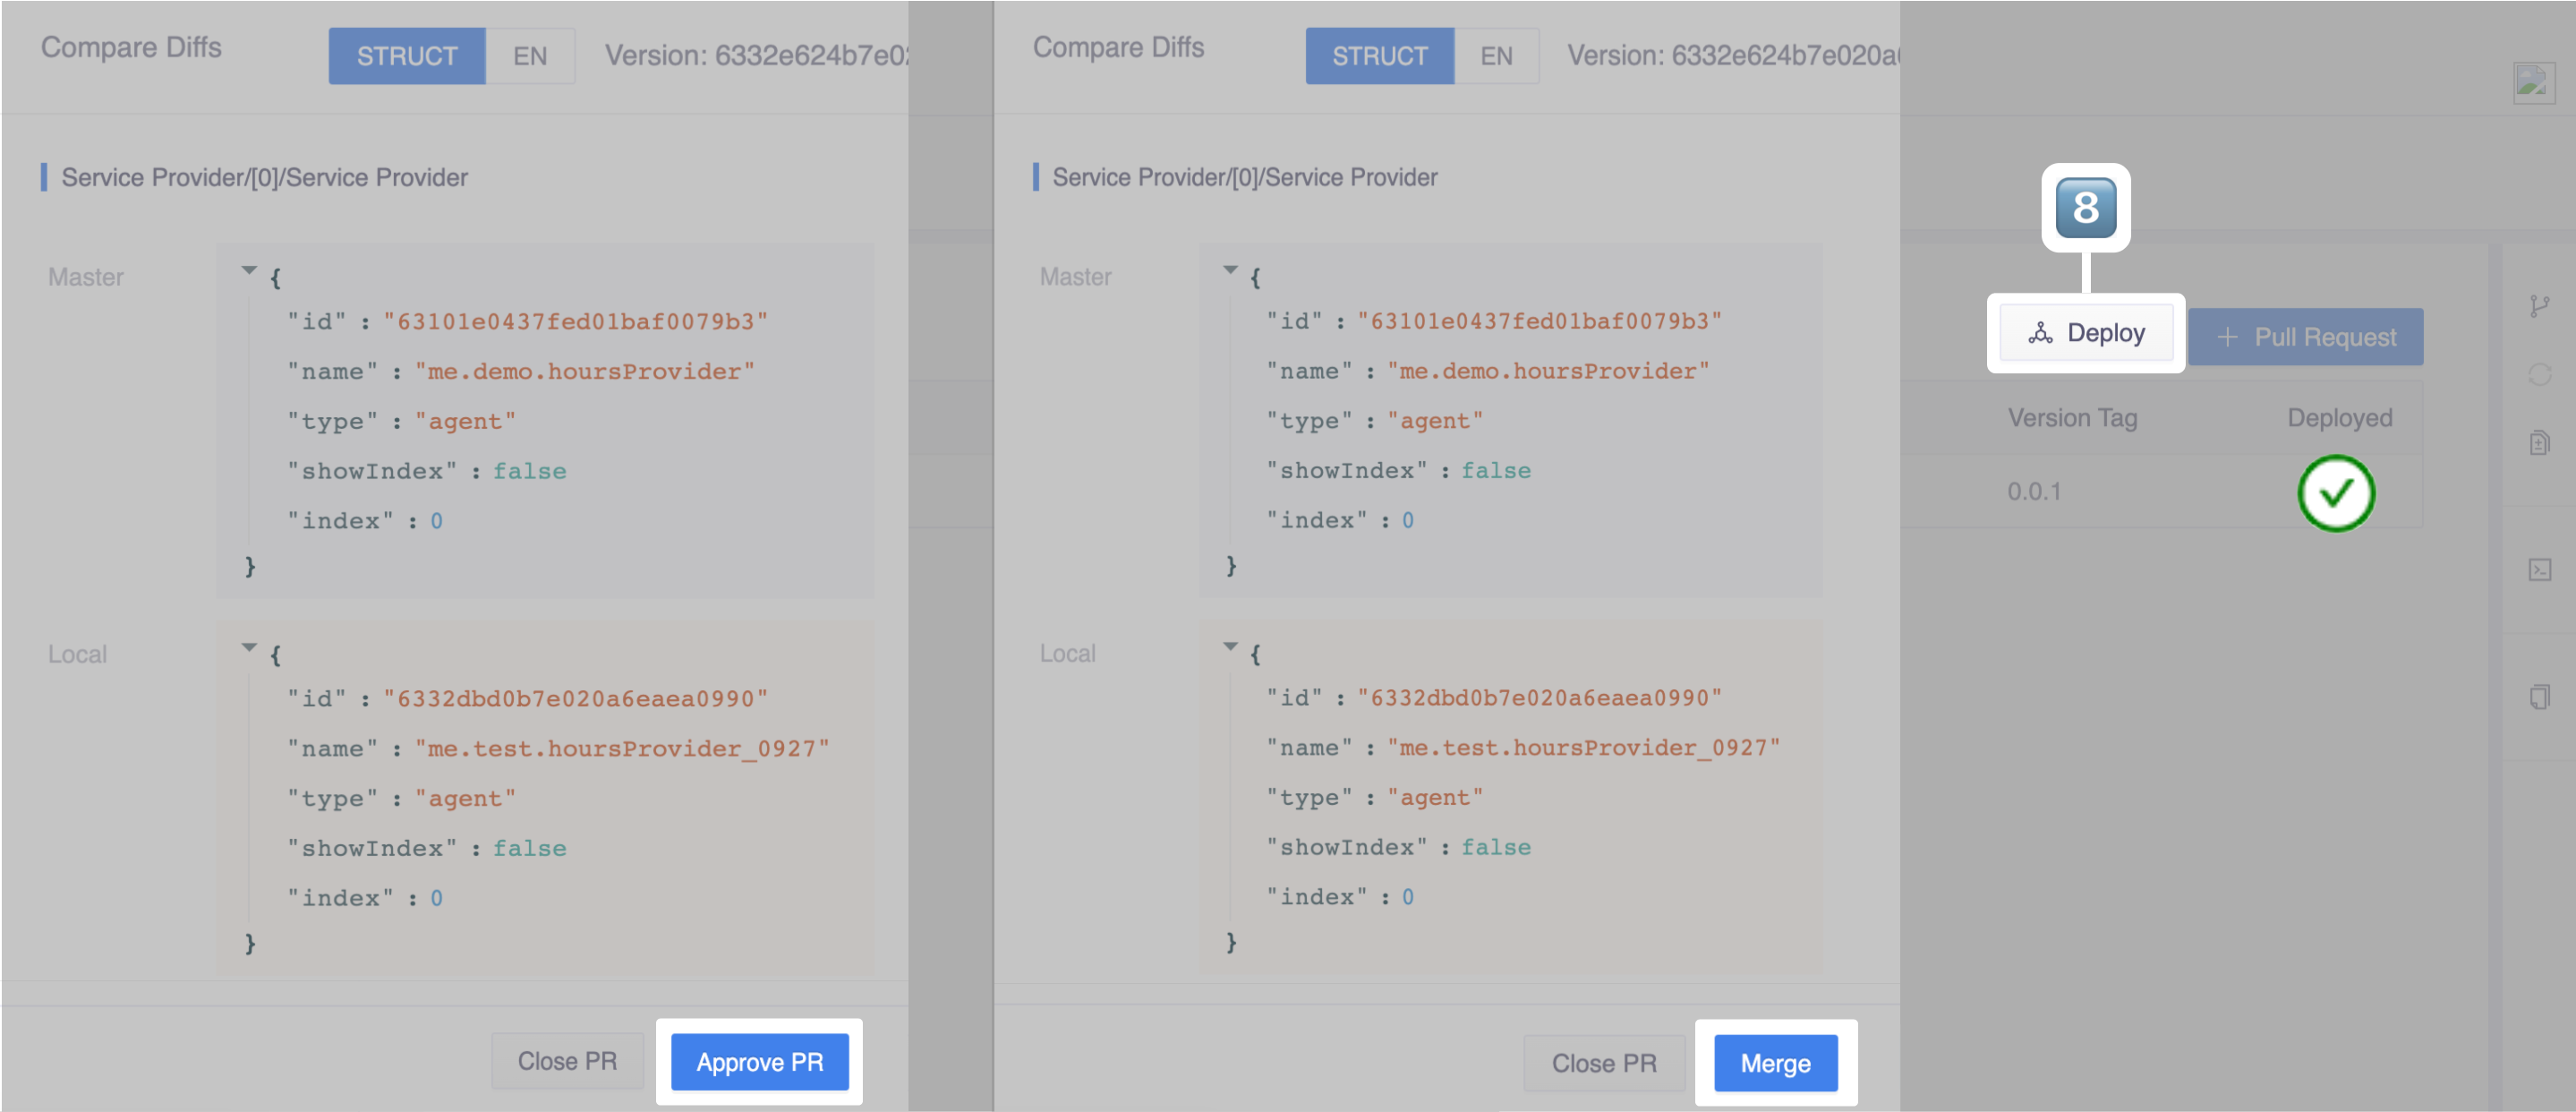 Compare Diffs
STRUCT
EN
Version: 6332e624b7e02
Service Provider/[0]/Service Provider
Master
{
"id" : "63101e0437fed01baf0079b3"
"name" : "me.demo.hoursProvider"
"type" : "agent"
"showIndex" : false
"index" : 0
}
Local
{
"id" : "6332dbd0b7e020a6eaea0990"
"name" : "me.test.hoursProvider_0927"
"type" : "agent"
"showIndex" : false
"index" : 0
}
Close PR
Approve PR
Compare Diffs
STRUCT
EN
Version: 6332e624b7e020a
Service Provider/[0]/Service Provider
Master
{
"id" : "63101e0437fed01baf0079b3"
"name" : "me.demo.hoursProvider"
"type" : "agent"
"showIndex" : false
"index" : 0
}
Local
{
"id" : "6332dbd0b7e020a6eaea0990"
"name" : "me.test.hoursProvider_0927"
"type" : "agent"
"showIndex" : false
"index" : 0
}
Close PR
Merge
8
Deploy
+ Pull Request
Version Tag
Deployed
0.0.1